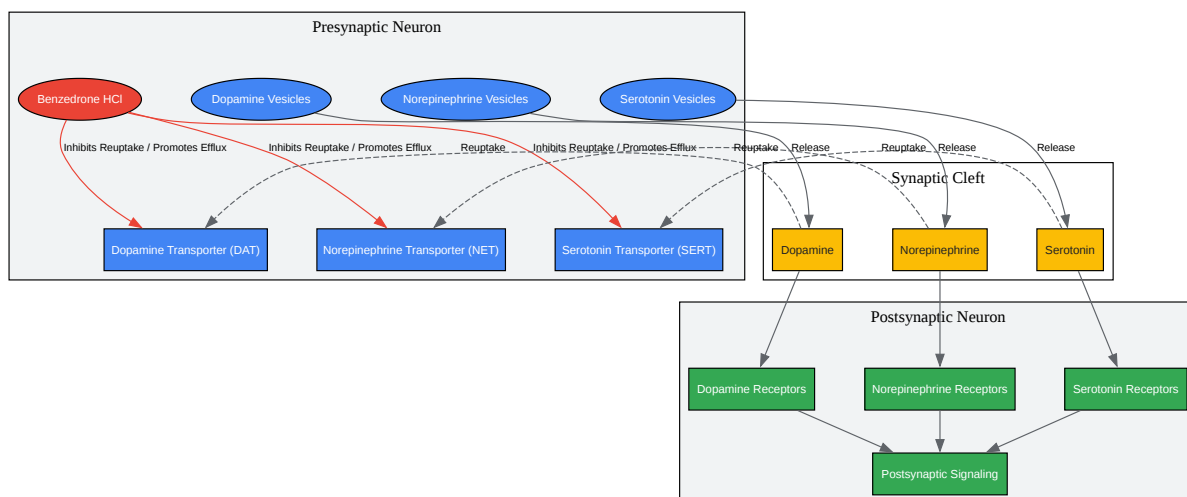 Presynaptic Neuron
Benzedrone HCl
Dopamine Vesicles
Norepinephrine Vesicles
Serotonin Vesicles
Inhibits Reuptake / Promotes Efflux
Inhibits Reuptake / Promotes Efflux
Reuptake
Inhibits Reuptake / Promotes Efflux
Reuptake
Release
Reuptake
Release
Release
Synaptic Cleft
Dopamine Transporter (DAT)
Norepinephrine Transporter (NET)
Serotonin Transporter (SERT)
Dopamine
Norepinephrine
Serotonin
Postsynaptic Neuron
Dopamine Receptors
Norepinephrine Receptors
Serotonin Receptors
Postsynaptic Signaling